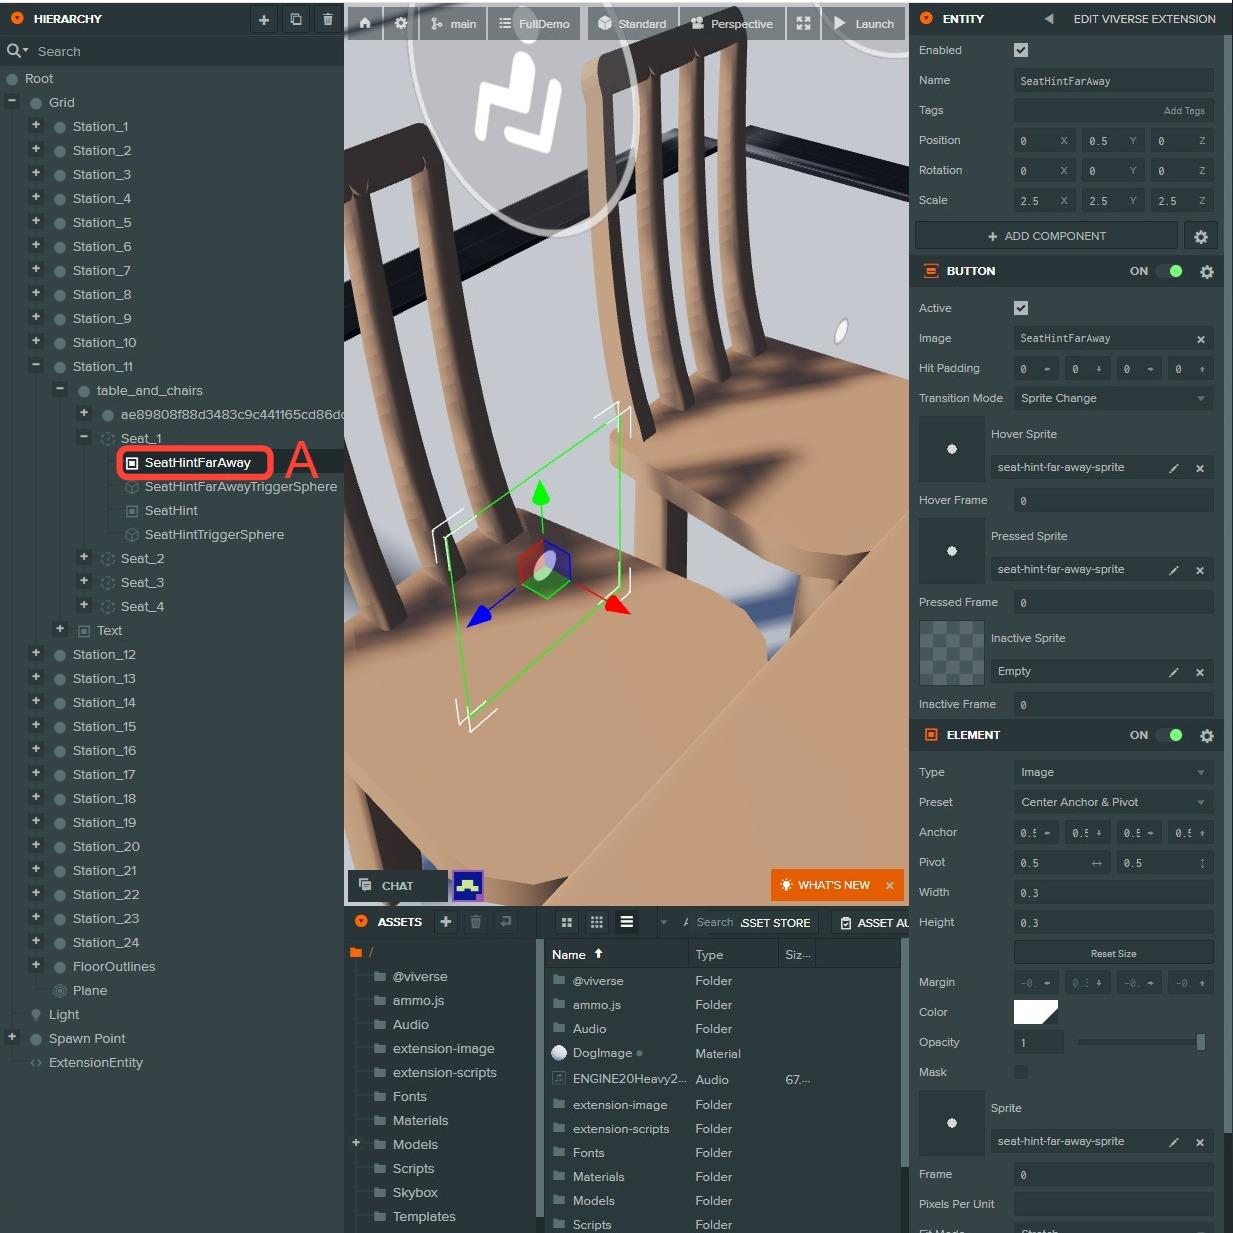 HIERARCHY
Search
Root
Grid
Station_1
Station_2
Station_3
Station_4
Station_5
Station_6
Station_7
Station_8
Station_9
Station_10
Station_11
table_and_chairs
ae89808f88d3483c9c441165cd86dc
Seat_1
SeatHintFarAway
A
SeatHintFarAwayTriggerSphere
SeatHint
SeatHintTriggerSphere
Seat_2
Seat_3
Seat_4
Text
Station_12
Station_13
Station_14
Station_15
Station_16
Station_17
Station_18
Station_19
Station_20
Station_21
Station_22
Station_23
Station_24
FloorOutlines
Plane
Light
Spawn Point
ExtensionEntity
main FullDemo Standard Perspective Launch
CHAT
WHAT'S NEW
ASSETS Search ASSET STORE ASSET AU
/
@viverse
ammo.js
Audio
extension-image
extension-scripts
Fonts
Materials
Models
Scripts
Skybox
Templates
Name Type Siz...
@viverse Folder
ammo.js Folder
Audio Folder
DogImage Material
ENGINE20Heavy2... Audio 67....
extension-image Folder
extension-scripts Folder
Fonts Folder
Materials Folder
Models Folder
Scripts Folder
ENTITY EDIT VIVERSE EXTENSION
Enabled
Name SeatHintFarAway
Tags Add Tags
Position 0 X 0.5 Y 0 Z
Rotation 0 X 0 Y 0 Z
Scale 2.5 X 2.5 Y 2.5 Z
ADD COMPONENT
BUTTON ON
Active
Image SeatHintFarAway
Hit Padding 0 0 0 0
Transition Mode Sprite Change
Hover Sprite
seat-hint-far-away-sprite
Hover Frame 0
Pressed Sprite
seat-hint-far-away-sprite
Pressed Frame 0
Inactive Sprite
Empty
Inactive Frame 0
ELEMENT ON
Type Image
Preset Center Anchor & Pivot
Anchor 0.5 0.5 0.5 0.5
Pivot 0.5 0.5
Width 0.3
Height 0.3
Reset Size
Margin -0. 0.3 -0. -0.
Color
Opacity 1
Mask
Sprite
seat-hint-far-away-sprite
Frame 0
Pixels Per Unit
Fit Mode Stretch